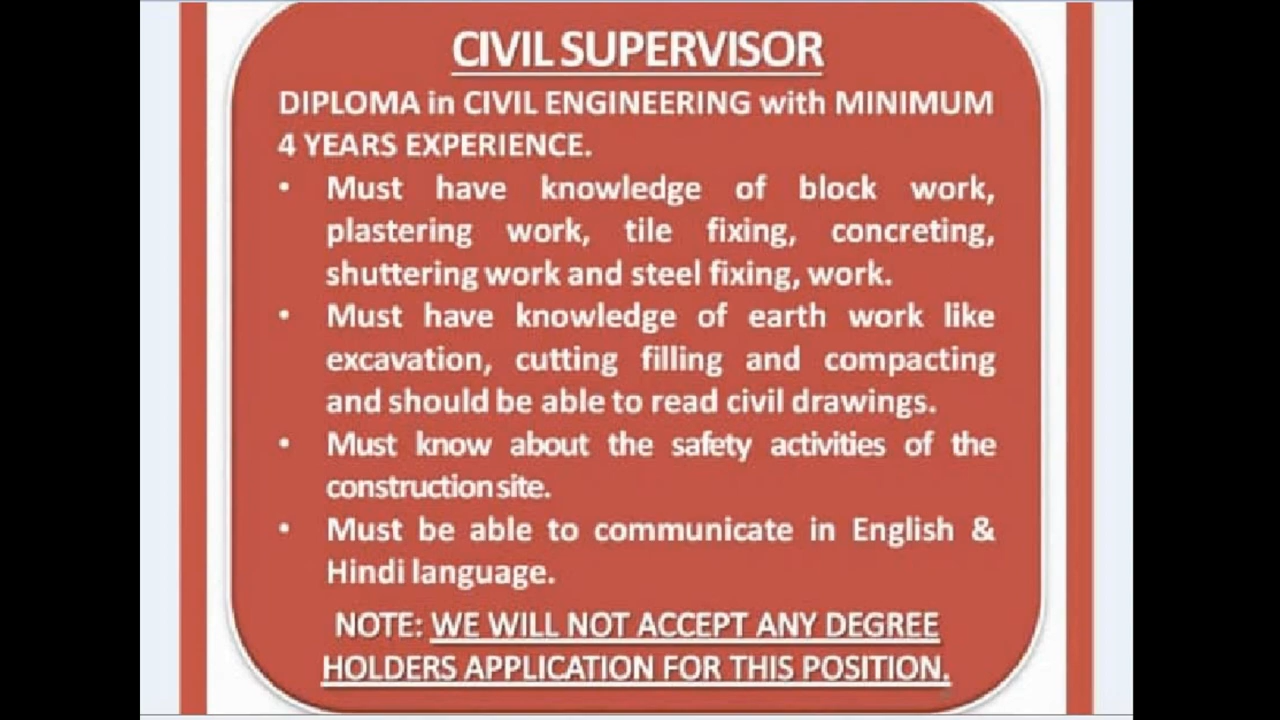 CIVIL SUPERVISOR
DIPLOMA in CIVIL ENGINEERING with MINIMUM
4 YEARS EXPERIENCE.
• Must have knowledge of block work,
plastering work, tile fixing, concreting,
shuttering work and steel fixing, work.
• Must have knowledge of earth work like
excavation, cutting filling and compacting
and should be able to read civil drawings.
• Must know about the safety activities of the
construction site.
• Must be able to communicate in English &
Hindi language.
NOTE: WE WILL NOT ACCEPT ANY DEGREE
HOLDERS APPLICATION FOR THIS POSITION.